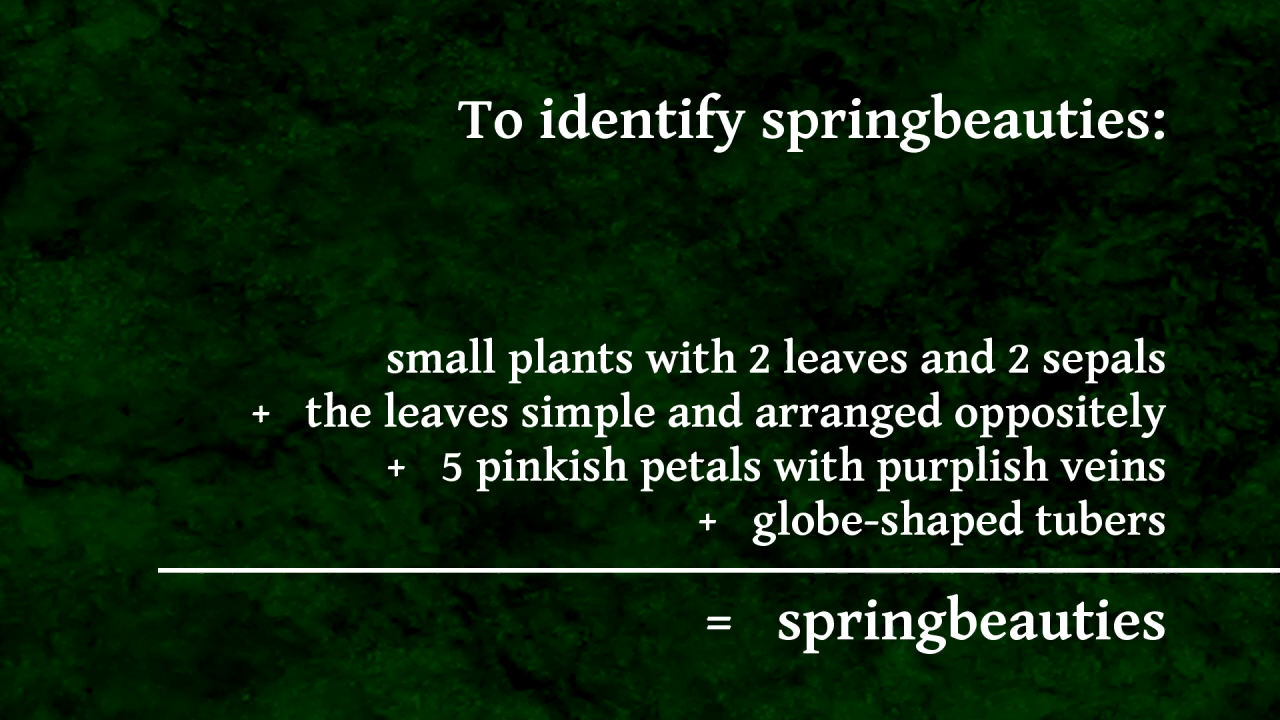 To identify springbeauties:
small plants with 2 leaves and 2 sepals
+ the leaves simple and arranged oppositely
+ 5 pinkish petals with purplish veins
+ globe-shaped tubers
= springbeauties